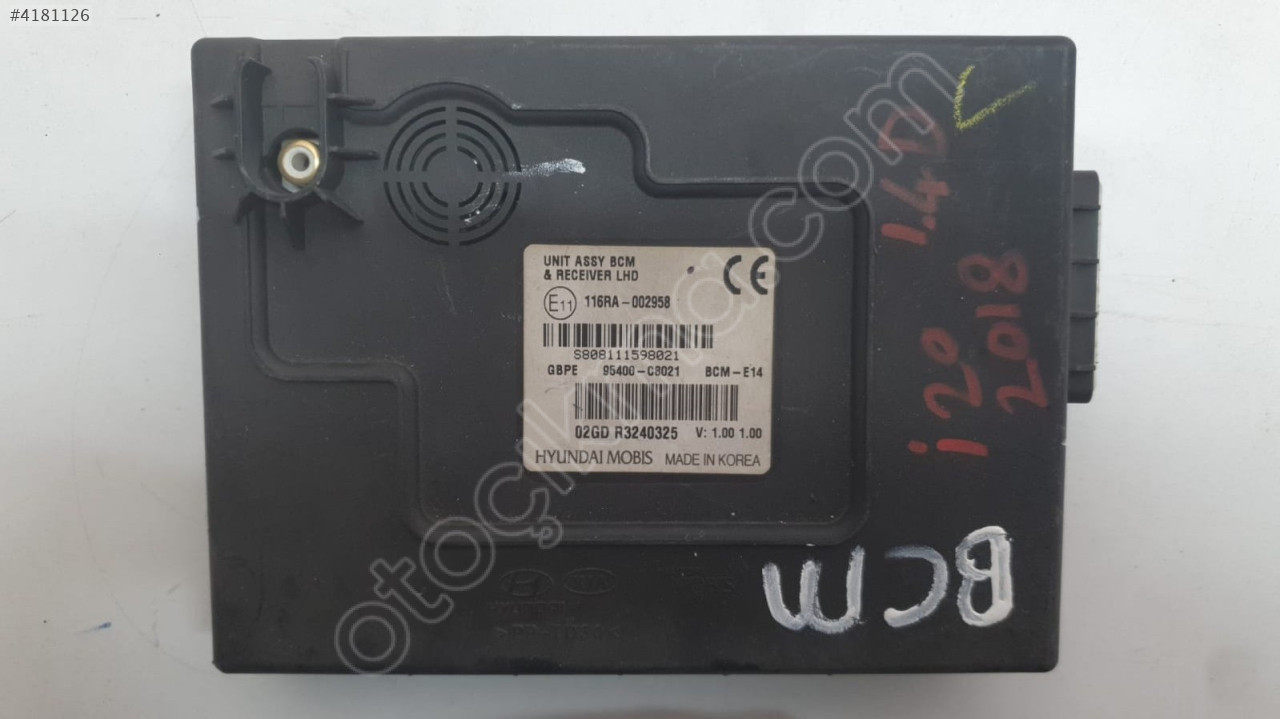 #4181126
UNIT ASSY BCM
& RECEIVER LHD
CE
E11 116RA-002958
S808111598021
GBPE 95400-C8021 BCM-E14
02GD R3240325 V: 1.00 1.00
HYUNDAI MOBIS MADE IN KOREA
i20 1.4D
2018
BCM
otoçıkma.com